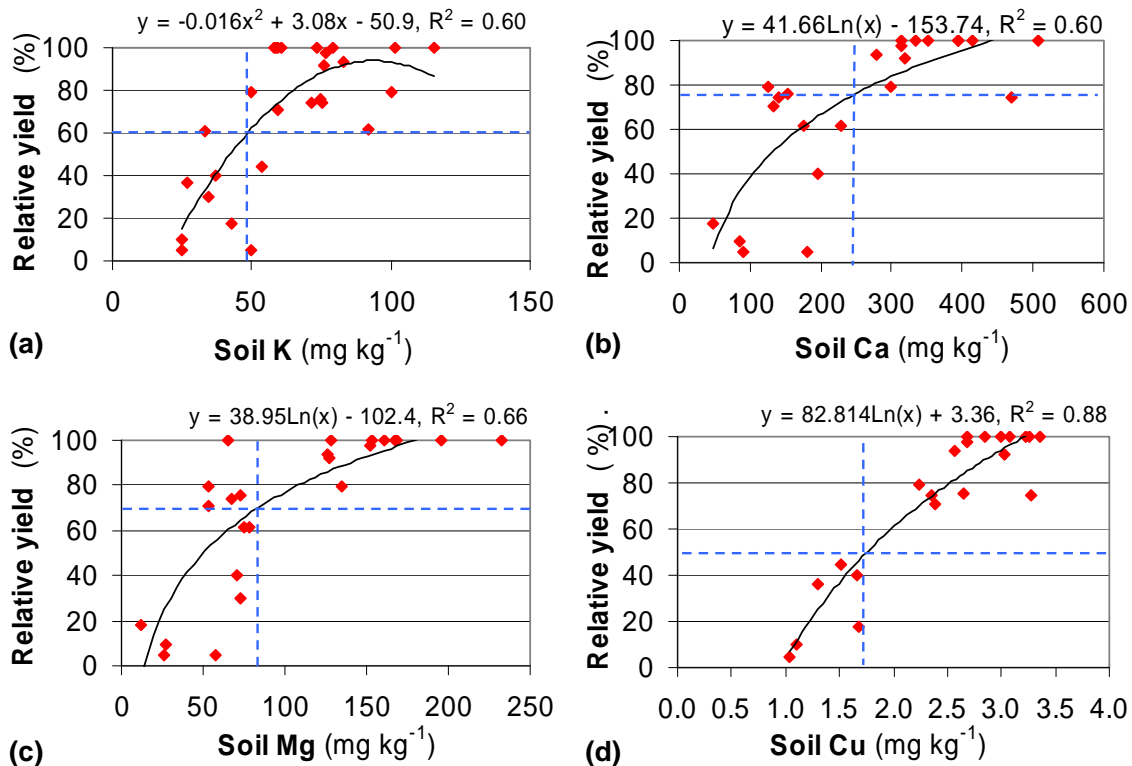 y = -0.016x² + 3.08x - 50.9, R² = 0.60
Relative yield (%)
100
80
60
40
20
0
0 50 100 150
(a)
Soil K (mg kg⁻¹)
y = 41.66Ln(x) - 153.74, R² = 0.60
Relative yield (%)
100
80
60
40
20
0
0 100 200 300 400 500 600
(b)
Soil Ca (mg kg⁻¹)
y = 38.95Ln(x) - 102.4, R² = 0.66
Relative yield (%)
100
80
60
40
20
0
0 50 100 150 200 250
(c)
Soil Mg (mg kg⁻¹)
y = 82.814Ln(x) + 3.36, R² = 0.88
Relative yield ( %) .
100
80
60
40
20
0
0.0 0.5 1.0 1.5 2.0 2.5 3.0 3.5 4.0
(d)
Soil Cu (mg kg⁻¹)